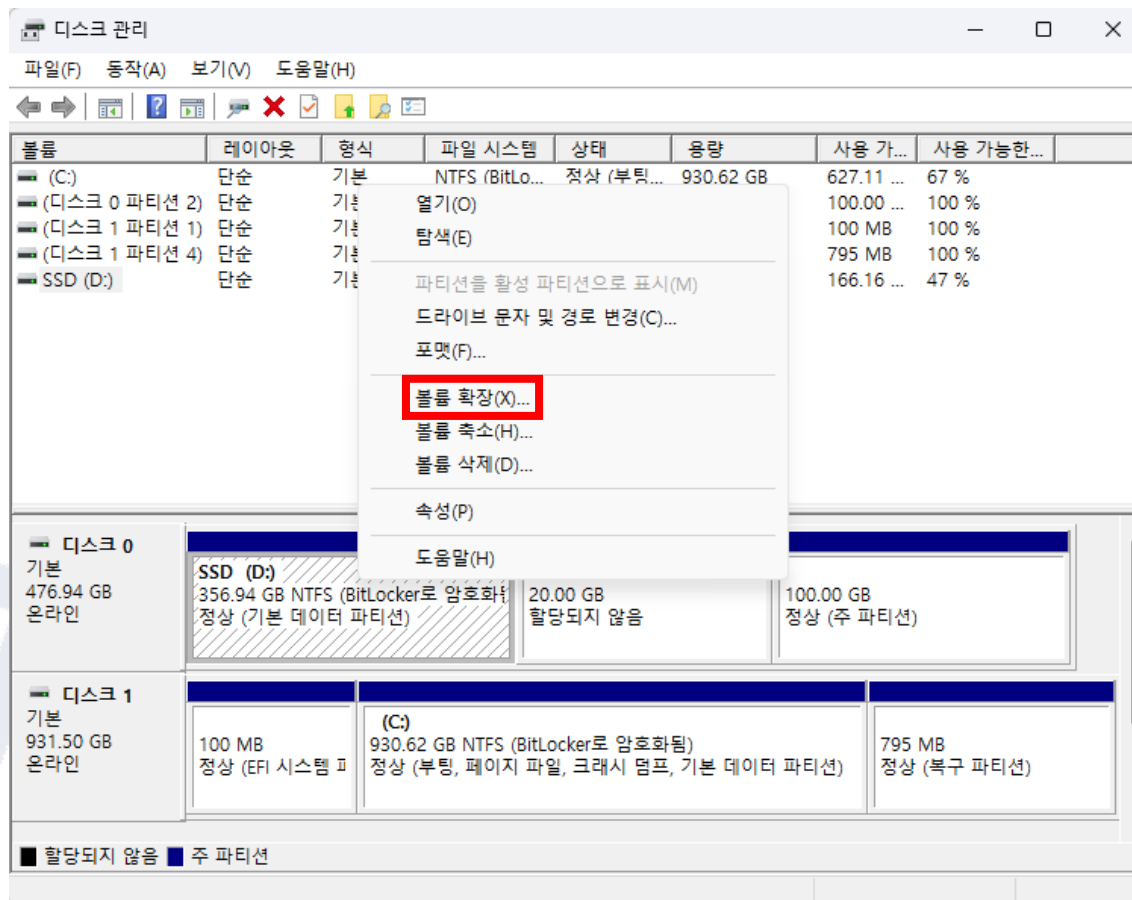 디스크 관리
파일(F) 동작(A) 보기(V) 도움말(H)
볼륨 레이아웃 형식 파일 시스템 상태 용량 사용 가... 사용 가능한...
(C:) 단순 기본 NTFS (BitLo... 정상 (부팅... 930.62 GB 627.11 ... 67 %
(디스크 0 파티션 2) 단순 100.00 ... 100 %
(디스크 1 파티션 1) 단순 100 MB 100 %
(디스크 1 파티션 4) 단순 795 MB 100 %
SSD (D:) 단순 166.16 ... 47 %
열기(O)
탐색(E)
파티션을 활성 파티션으로 표시(M)
드라이브 문자 및 경로 변경(C)...
포맷(F)...
볼륨 확장(X)...
볼륨 축소(H)...
볼륨 삭제(D)...
속성(P)
도움말(H)
디스크 0
기본
476.94 GB
온라인
SSD (D:)
356.94 GB NTFS (BitLocker로 암호화
정상 (기본 데이터 파티션)
20.00 GB
할당되지 않음
100.00 GB
정상 (주 파티션)
디스크 1
기본
931.50 GB
온라인
100 MB
정상 (EFI 시스템
(C:)
930.62 GB NTFS (BitLocker로 암호화됨)
정상 (부팅, 페이지 파일, 크래시 덤프, 기본 데이터 파티션)
795 MB
정상 (복구 파티션)
할당되지 않음 주 파티션